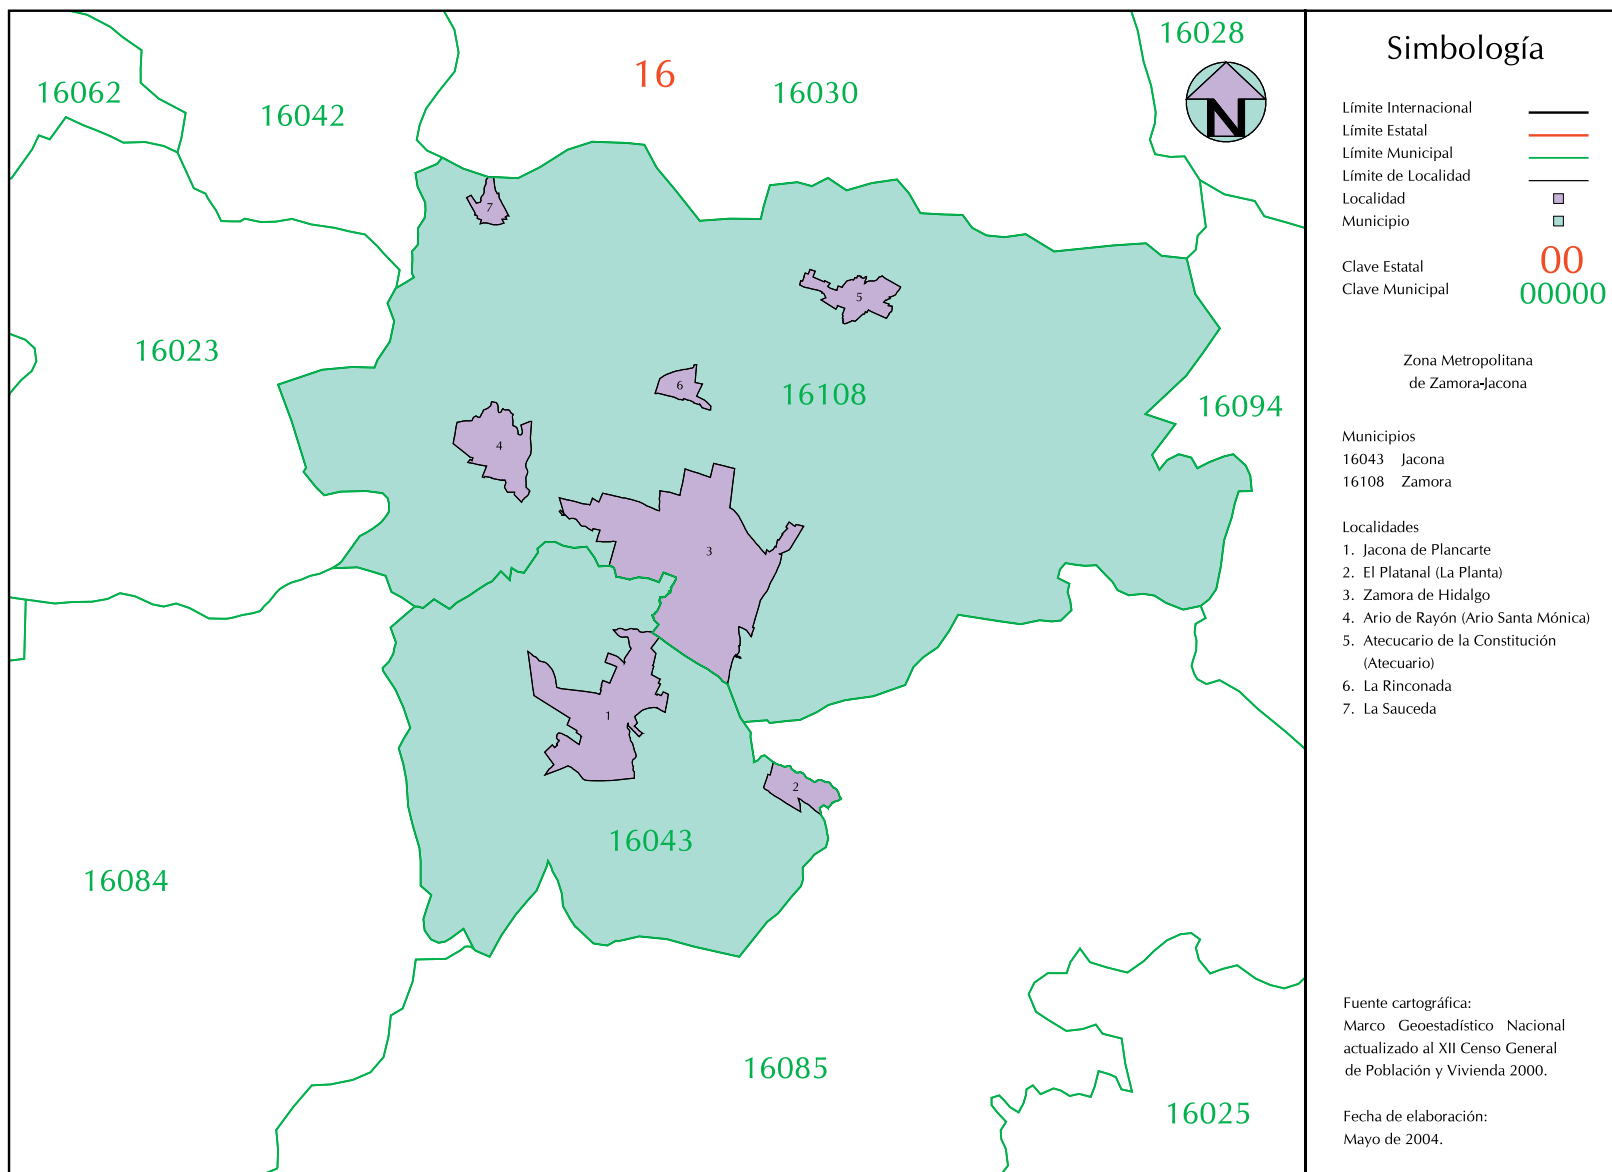 16062
16042
16
16030
16028
N
7
5
16023
6
16108
16094
4
3
1
2
16043
16084
16085
16025
Simbología
Límite Internacional
Límite Estatal
Límite Municipal
Límite de Localidad
Localidad
Municipio
Clave Estatal 00
Clave Municipal 00000
Zona Metropolitana
de Zamora-Jacona
Municipios
16043 Jacona
16108 Zamora
Localidades
1. Jacona de Plancarte
2. El Platanal (La Planta)
3. Zamora de Hidalgo
4. Ario de Rayón (Ario Santa Mónica)
5. Atecucario de la Constitución
(Atecuario)
6. La Rinconada
7. La Sauceda
Fuente cartográfica:
Marco Geoestadístico Nacional
actualizado al XII Censo General
de Población y Vivienda 2000.
Fecha de elaboración:
Mayo de 2004.